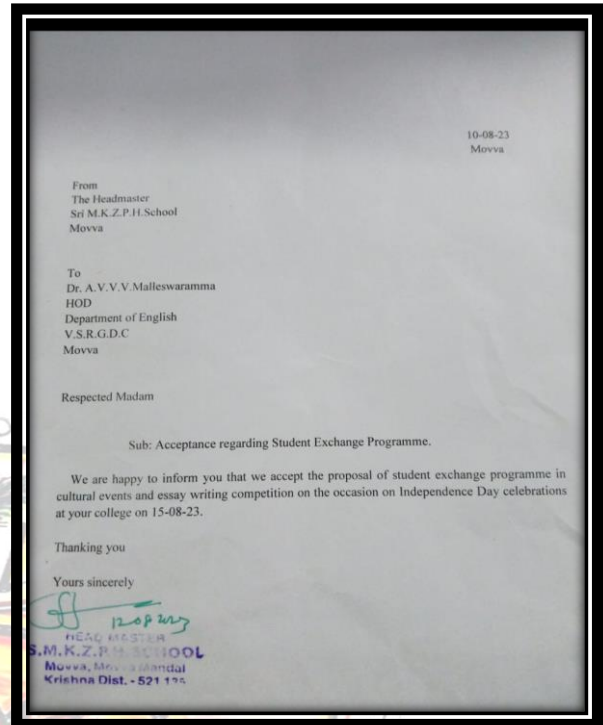 10-08-23
Movva
From
The Headmaster
Sri M.K.Z.P.H.School
Movva
To
Dr. A.V.V.V.Malleswaramma
HOD
Department of English
V.S.R.G.D.C
Movva
Respected Madam
Sub: Acceptance regarding Student Exchange Programme.
We are happy to inform you that we accept the proposal of student exchange programme in
cultural events and essay writing competition on the occasion on Independence Day celebrations
at your college on 15-08-23.
Thanking you
Yours sincerely
12 08 2023
HEAD MASTER
S.M.K.Z.P.H. SCHOOL
Movva, Movva Mandal
Krishna Dist. - 521